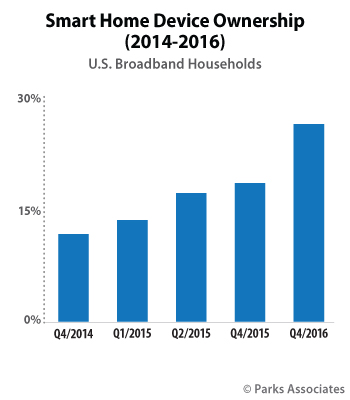 Smart Home Device Ownership
(2014-2016)
U.S. Broadband Households
30%
15%
0%
Q4/2014 Q1/2015 Q2/2015 Q4/2015 Q4/2016
© Parks Associates